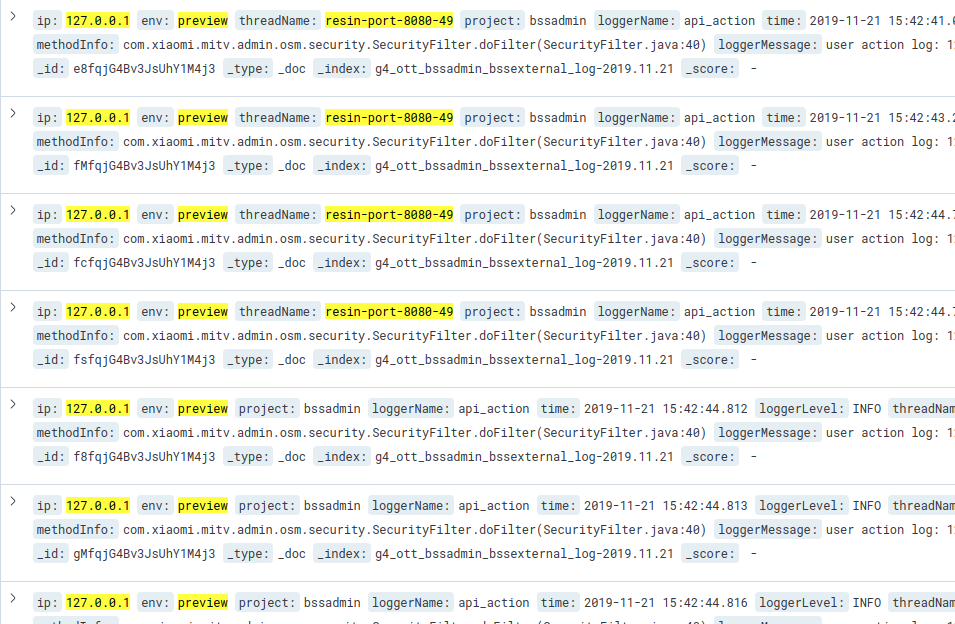 ip: 127.0.0.1 env: preview threadName: resin-port-8080-49 project: bssadmin loggerName: api_action time: 2019-11-21 15:42:41.
methodInfo: com.xiaomi.mitv.admin.osm.security.SecurityFilter.doFilter(SecurityFilter.java:40) loggerMessage: user action log: 1
_id: e8fqjG4Bv3JsUhY1M4j3 _type: _doc _index: g4_ott_bssadmin_bssexternal_log-2019.11.21 _score: -
ip: 127.0.0.1 env: preview threadName: resin-port-8080-49 project: bssadmin loggerName: api_action time: 2019-11-21 15:42:43.2
methodInfo: com.xiaomi.mitv.admin.osm.security.SecurityFilter.doFilter(SecurityFilter.java:40) loggerMessage: user action log: 1
_id: fMfqjG4Bv3JsUhY1M4j3 _type: _doc _index: g4_ott_bssadmin_bssexternal_log-2019.11.21 _score: -
ip: 127.0.0.1 env: preview threadName: resin-port-8080-49 project: bssadmin loggerName: api_action time: 2019-11-21 15:42:44.7
methodInfo: com.xiaomi.mitv.admin.osm.security.SecurityFilter.doFilter(SecurityFilter.java:40) loggerMessage: user action log: 1
_id: fcfqjG4Bv3JsUhY1M4j3 _type: _doc _index: g4_ott_bssadmin_bssexternal_log-2019.11.21 _score: -
ip: 127.0.0.1 env: preview threadName: resin-port-8080-49 project: bssadmin loggerName: api_action time: 2019-11-21 15:42:44.7
methodInfo: com.xiaomi.mitv.admin.osm.security.SecurityFilter.doFilter(SecurityFilter.java:40) loggerMessage: user action log: 1
_id: fsfqjG4Bv3JsUhY1M4j3 _type: _doc _index: g4_ott_bssadmin_bssexternal_log-2019.11.21 _score: -
ip: 127.0.0.1 env: preview project: bssadmin loggerName: api_action time: 2019-11-21 15:42:44.812 loggerLevel: INFO threadNam
methodInfo: com.xiaomi.mitv.admin.osm.security.SecurityFilter.doFilter(SecurityFilter.java:40) loggerMessage: user action log: 1
_id: f8fqjG4Bv3JsUhY1M4j3 _type: _doc _index: g4_ott_bssadmin_bssexternal_log-2019.11.21 _score: -
ip: 127.0.0.1 env: preview project: bssadmin loggerName: api_action time: 2019-11-21 15:42:44.813 loggerLevel: INFO threadNam
methodInfo: com.xiaomi.mitv.admin.osm.security.SecurityFilter.doFilter(SecurityFilter.java:40) loggerMessage: user action log: 1
_id: gMfqjG4Bv3JsUhY1M4j3 _type: _doc _index: g4_ott_bssadmin_bssexternal_log-2019.11.21 _score: -
ip: 127.0.0.1 env: preview project: bssadmin loggerName: api_action time: 2019-11-21 15:42:44.816 loggerLevel: INFO threadNam